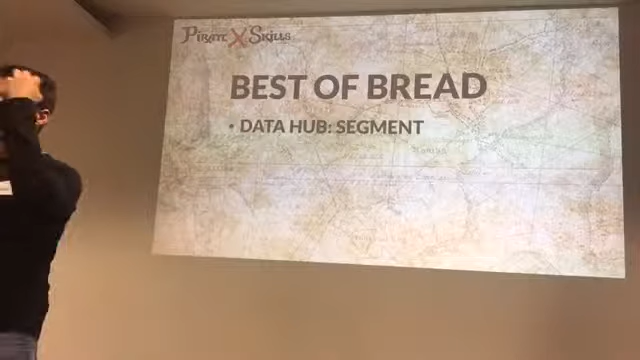 PIRATE X SKILLS
BEST OF BREAD
• DATA HUB: SEGMENT